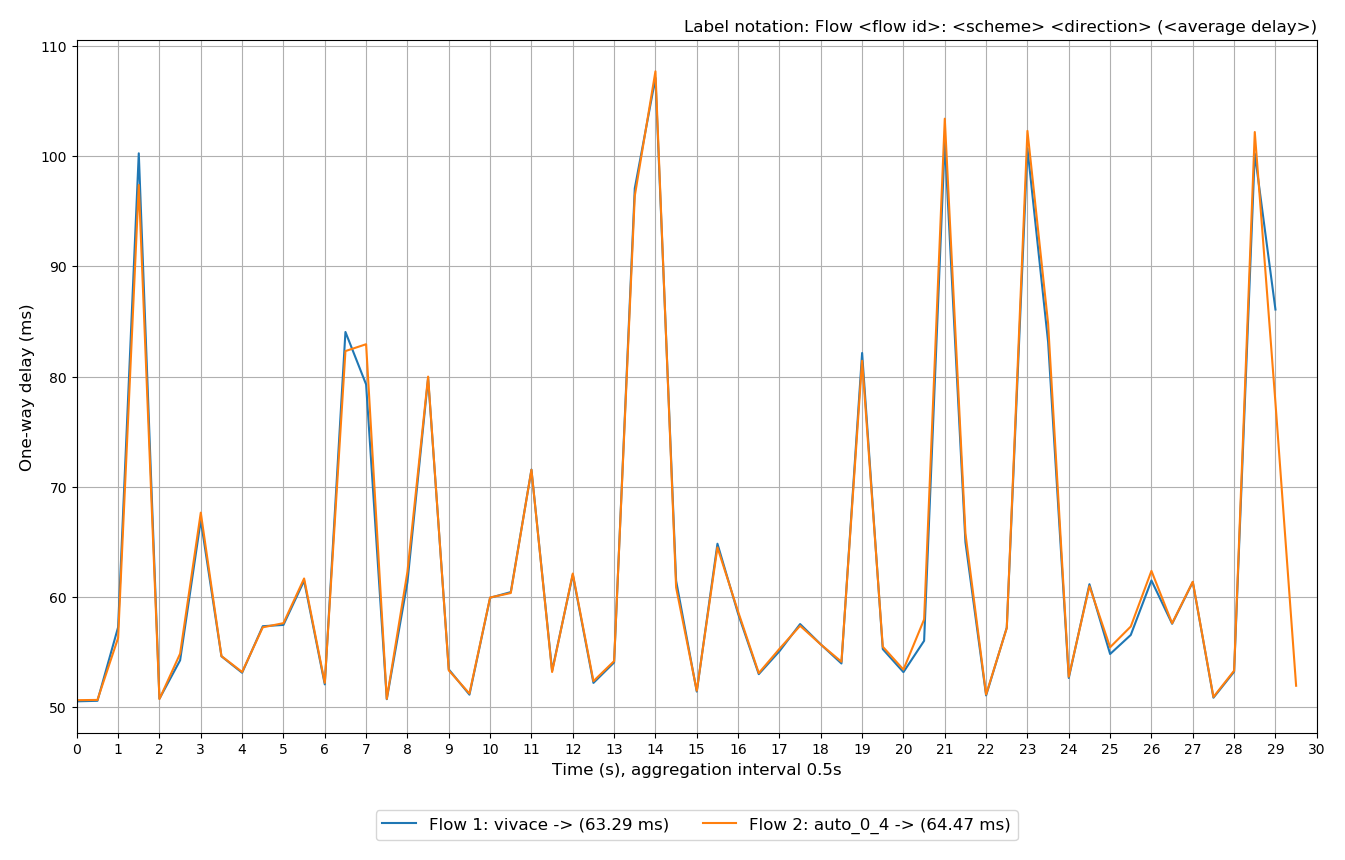 Label notation: Flow <flow id>: <scheme> <direction> (<average delay>)
110
100
90
80
70
60
50
One-way delay (ms)
0 1 2 3 4 5 6 7 8 9 10 11 12 13 14 15 16 17 18 19 20 21 22 23 24 25 26 27 28 29 30
Time (s), aggregation interval 0.5s
Flow 1: vivace -> (63.29 ms) Flow 2: auto_0_4 -> (64.47 ms)